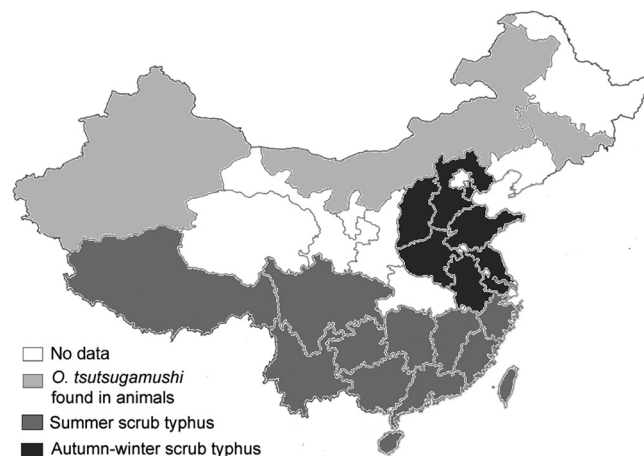 No data
O. tsutsugamushi
found in animals
Summer scrub typhus
Autumn-winter scrub typhus